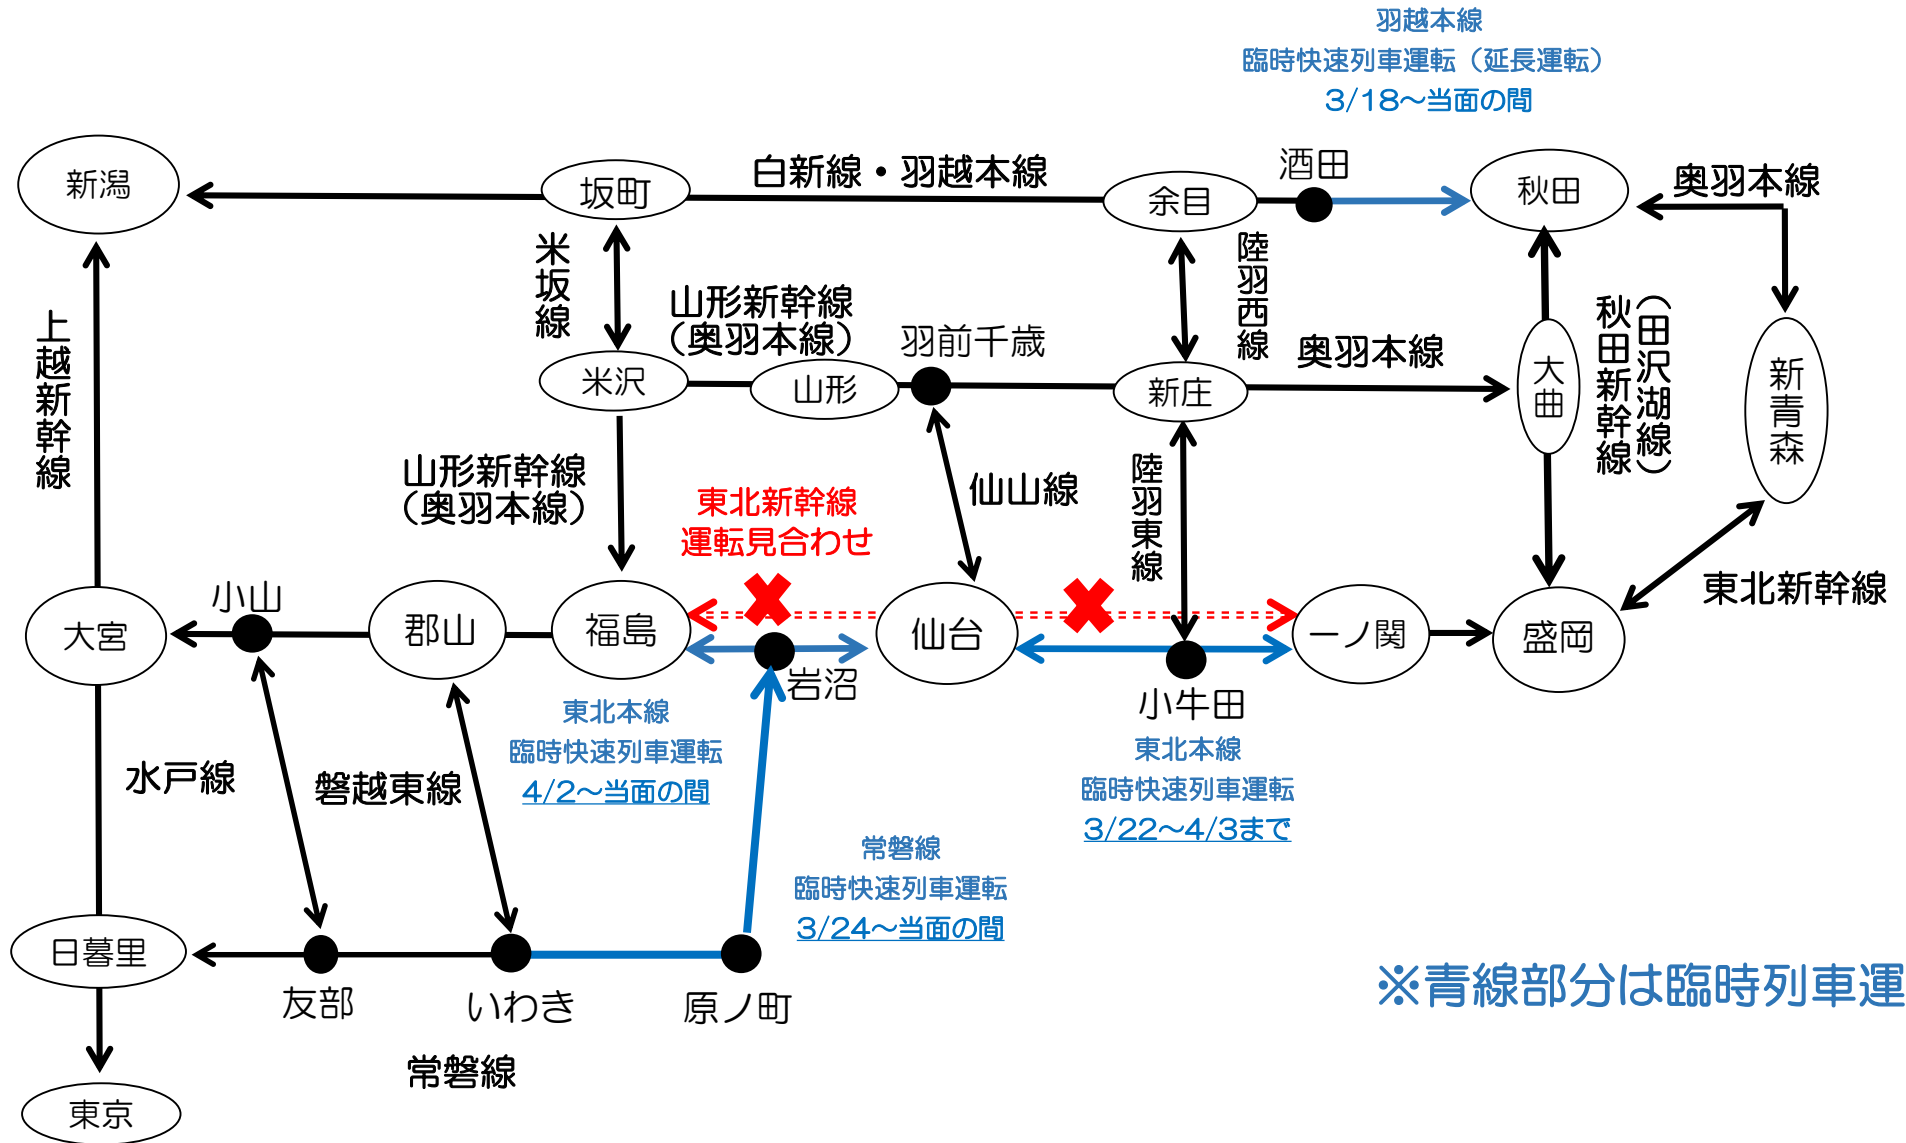 羽越本線
臨時快速列車運転（延長運転）
3/18～当面の間
新潟
坂町
白新線・羽越本線
余目
酒田
秋田
奥羽本線
米坂線
陸羽西線
上越新幹線
山形新幹線
（奥羽本線）
羽前千歳
奥羽本線
秋田新幹線
（田沢湖線）
米沢
山形
新庄
大曲
新青森
山形新幹線
（奥羽本線）
仙山線
陸羽東線
東北新幹線
運転見合わせ
東北新幹線
大宮
小山
郡山
福島
岩沼
仙台
小牛田
一ノ関
盛岡
東北本線
臨時快速列車運転
4/2～当面の間
東北本線
臨時快速列車運転
3/22～4/3まで
水戸線
磐越東線
常磐線
臨時快速列車運転
3/24～当面の間
日暮里
友部
いわき
原ノ町
※青線部分は臨時列車運
常磐線
東京